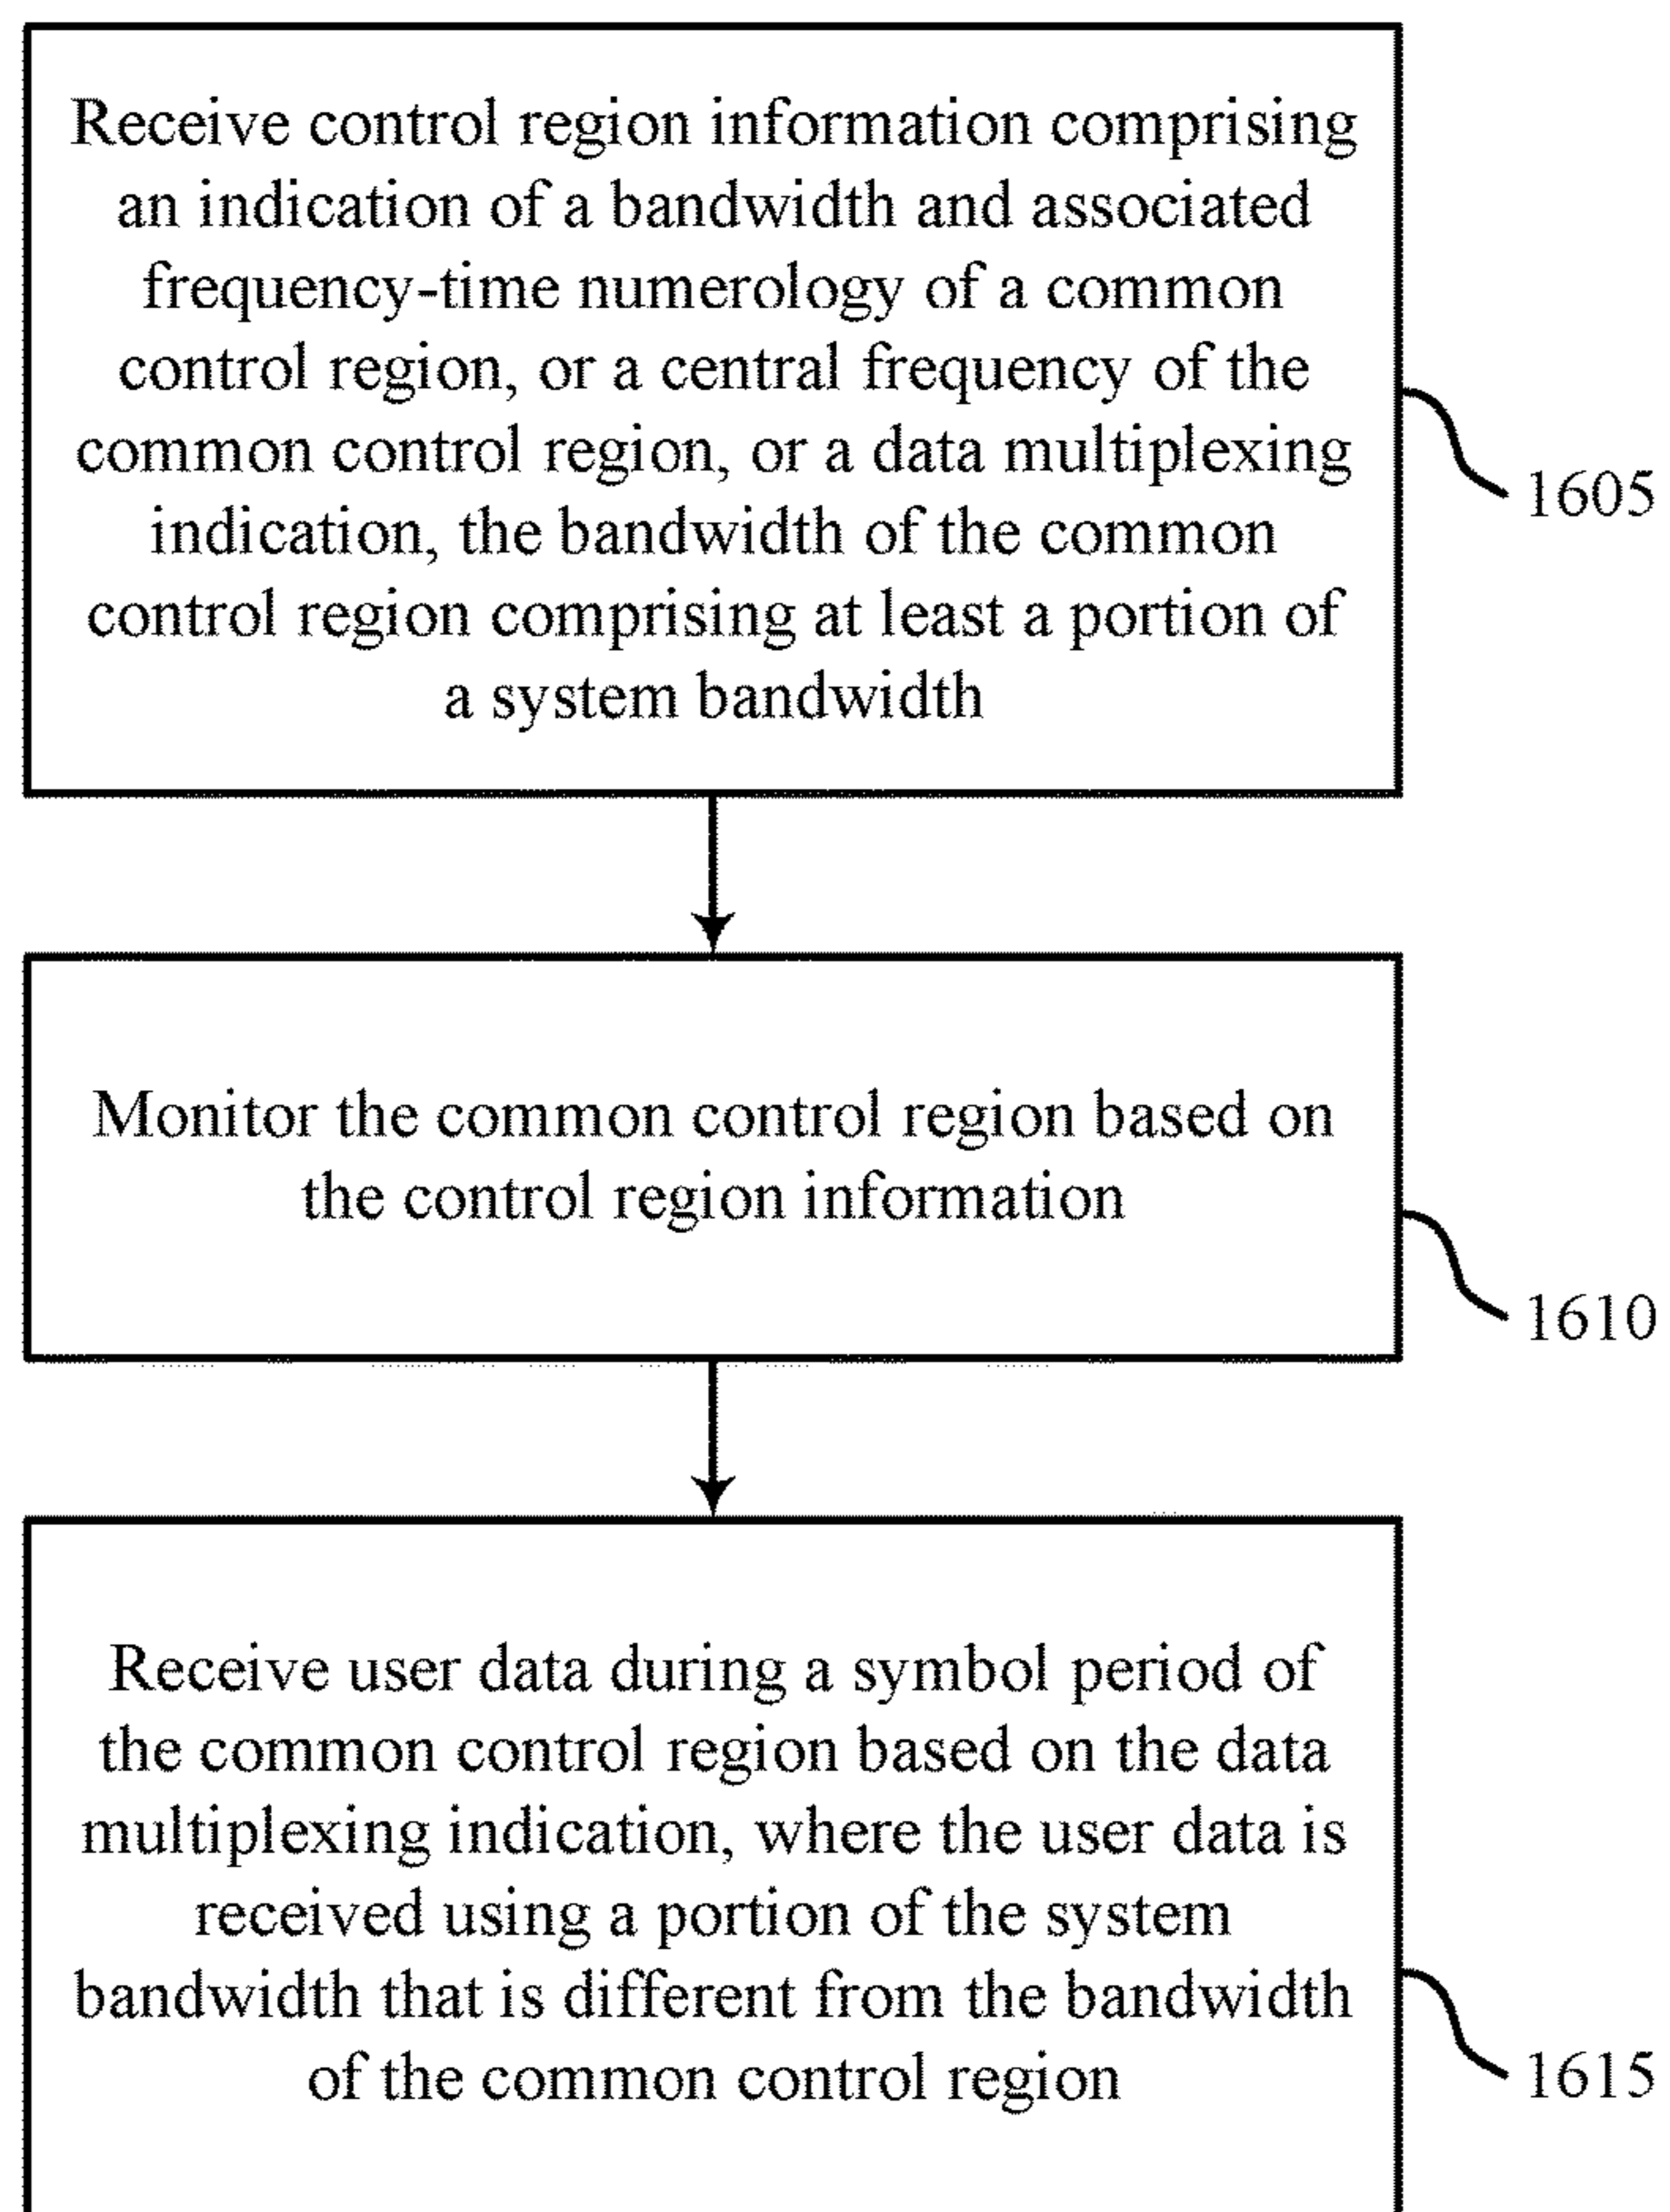 Receive control region information comprising
an indication of a bandwidth and associated
frequency-time numerology of a common
control region, or a central frequency of the
common control region, or a data multiplexing
indication, the bandwidth of the common
control region comprising at least a portion of
a system bandwidth
1605
Monitor the common control region based on
the control region information
1610
Receive user data during a symbol period of
the common control region based on the data
multiplexing indication, where the user data is
received using a portion of the system
bandwidth that is different from the bandwidth
of the common control region
1615